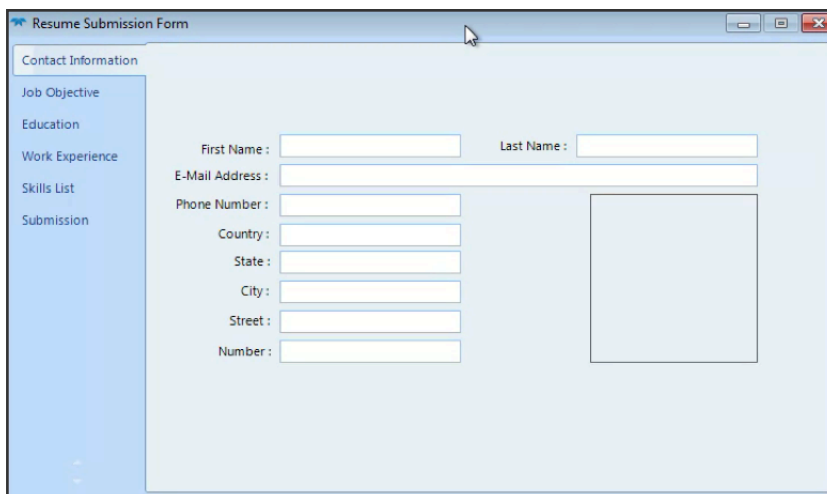 Resume Submission Form
Contact Information
Job Objective
Education
Work Experience
Skills List
Submission
First Name :
Last Name :
E-Mail Address :
Phone Number :
Country :
State :
City :
Street :
Number :